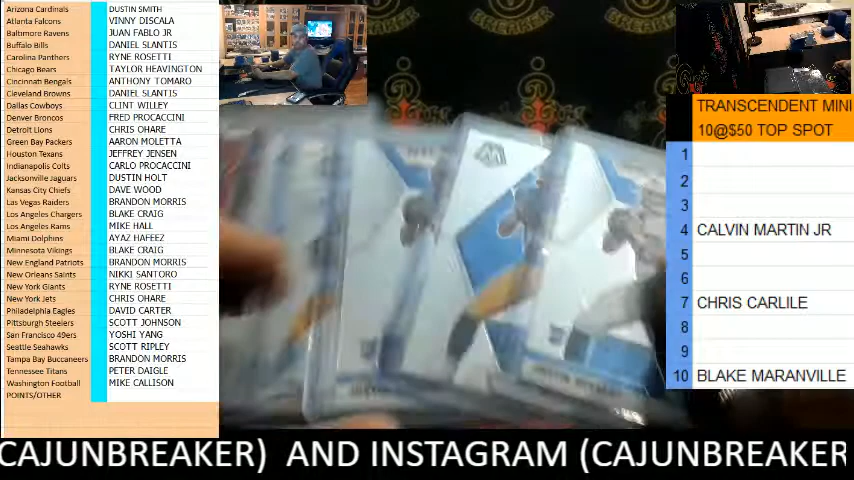 Arizona Cardinals DUSTIN SMITH
Atlanta Falcons VINNY DISCALA
Baltimore Ravens JUAN FABLO JR
Buffalo Bills DANIEL SLANTIS
Carolina Panthers RYNE ROSETTI
Chicago Bears TAYLOR HEAVINGTON
Cincinnati Bengals ANTHONY TOMARO
Cleveland Browns DANIEL SLANTIS
Dallas Cowboys CLINT WILLEY
Denver Broncos FRED PROCACCINI
Detroit Lions CHRIS OHARE
Green Bay Packers AARON MOLETTA
Houston Texans JEFFREY JENSEN
Indianapolis Colts CARLO PROCACCINI
Jacksonville Jaguars DUSTIN HOLT
Kansas City Chiefs DAVE WOOD
Las Vegas Raiders BRANDON MORRIS
Los Angeles Chargers BLAKE CRAIG
Los Angeles Rams MIKE HALL
Miami Dolphins AYAZ HAFEEZ
Minnesota Vikings BLAKE CRAIG
New England Patriots BRANDON MORRIS
New Orleans Saints NIKKI SANTORO
New York Giants RYNE ROSETTI
New York Jets CHRIS OHARE
Philadelphia Eagles DAVID CARTER
Pittsburgh Steelers SCOTT JOHNSON
San Francisco 49ers YOSHI YANG
Seattle Seahawks SCOTT RIPLEY
Tampa Bay Buccaneers BRANDON MORRIS
Tennessee Titans PETER DAIGLE
Washington Football MIKE CALLISON
POINTS/OTHER
BREAKER
TRANSCENDENT MINI
10@$50 TOP SPOT
1
2
3
4 CALVIN MARTIN JR
5
6
7 CHRIS CARLILE
8
9
10 BLAKE MARANVILLE
CAJUNBREAKER) AND INSTAGRAM (CAJUNBREAKER